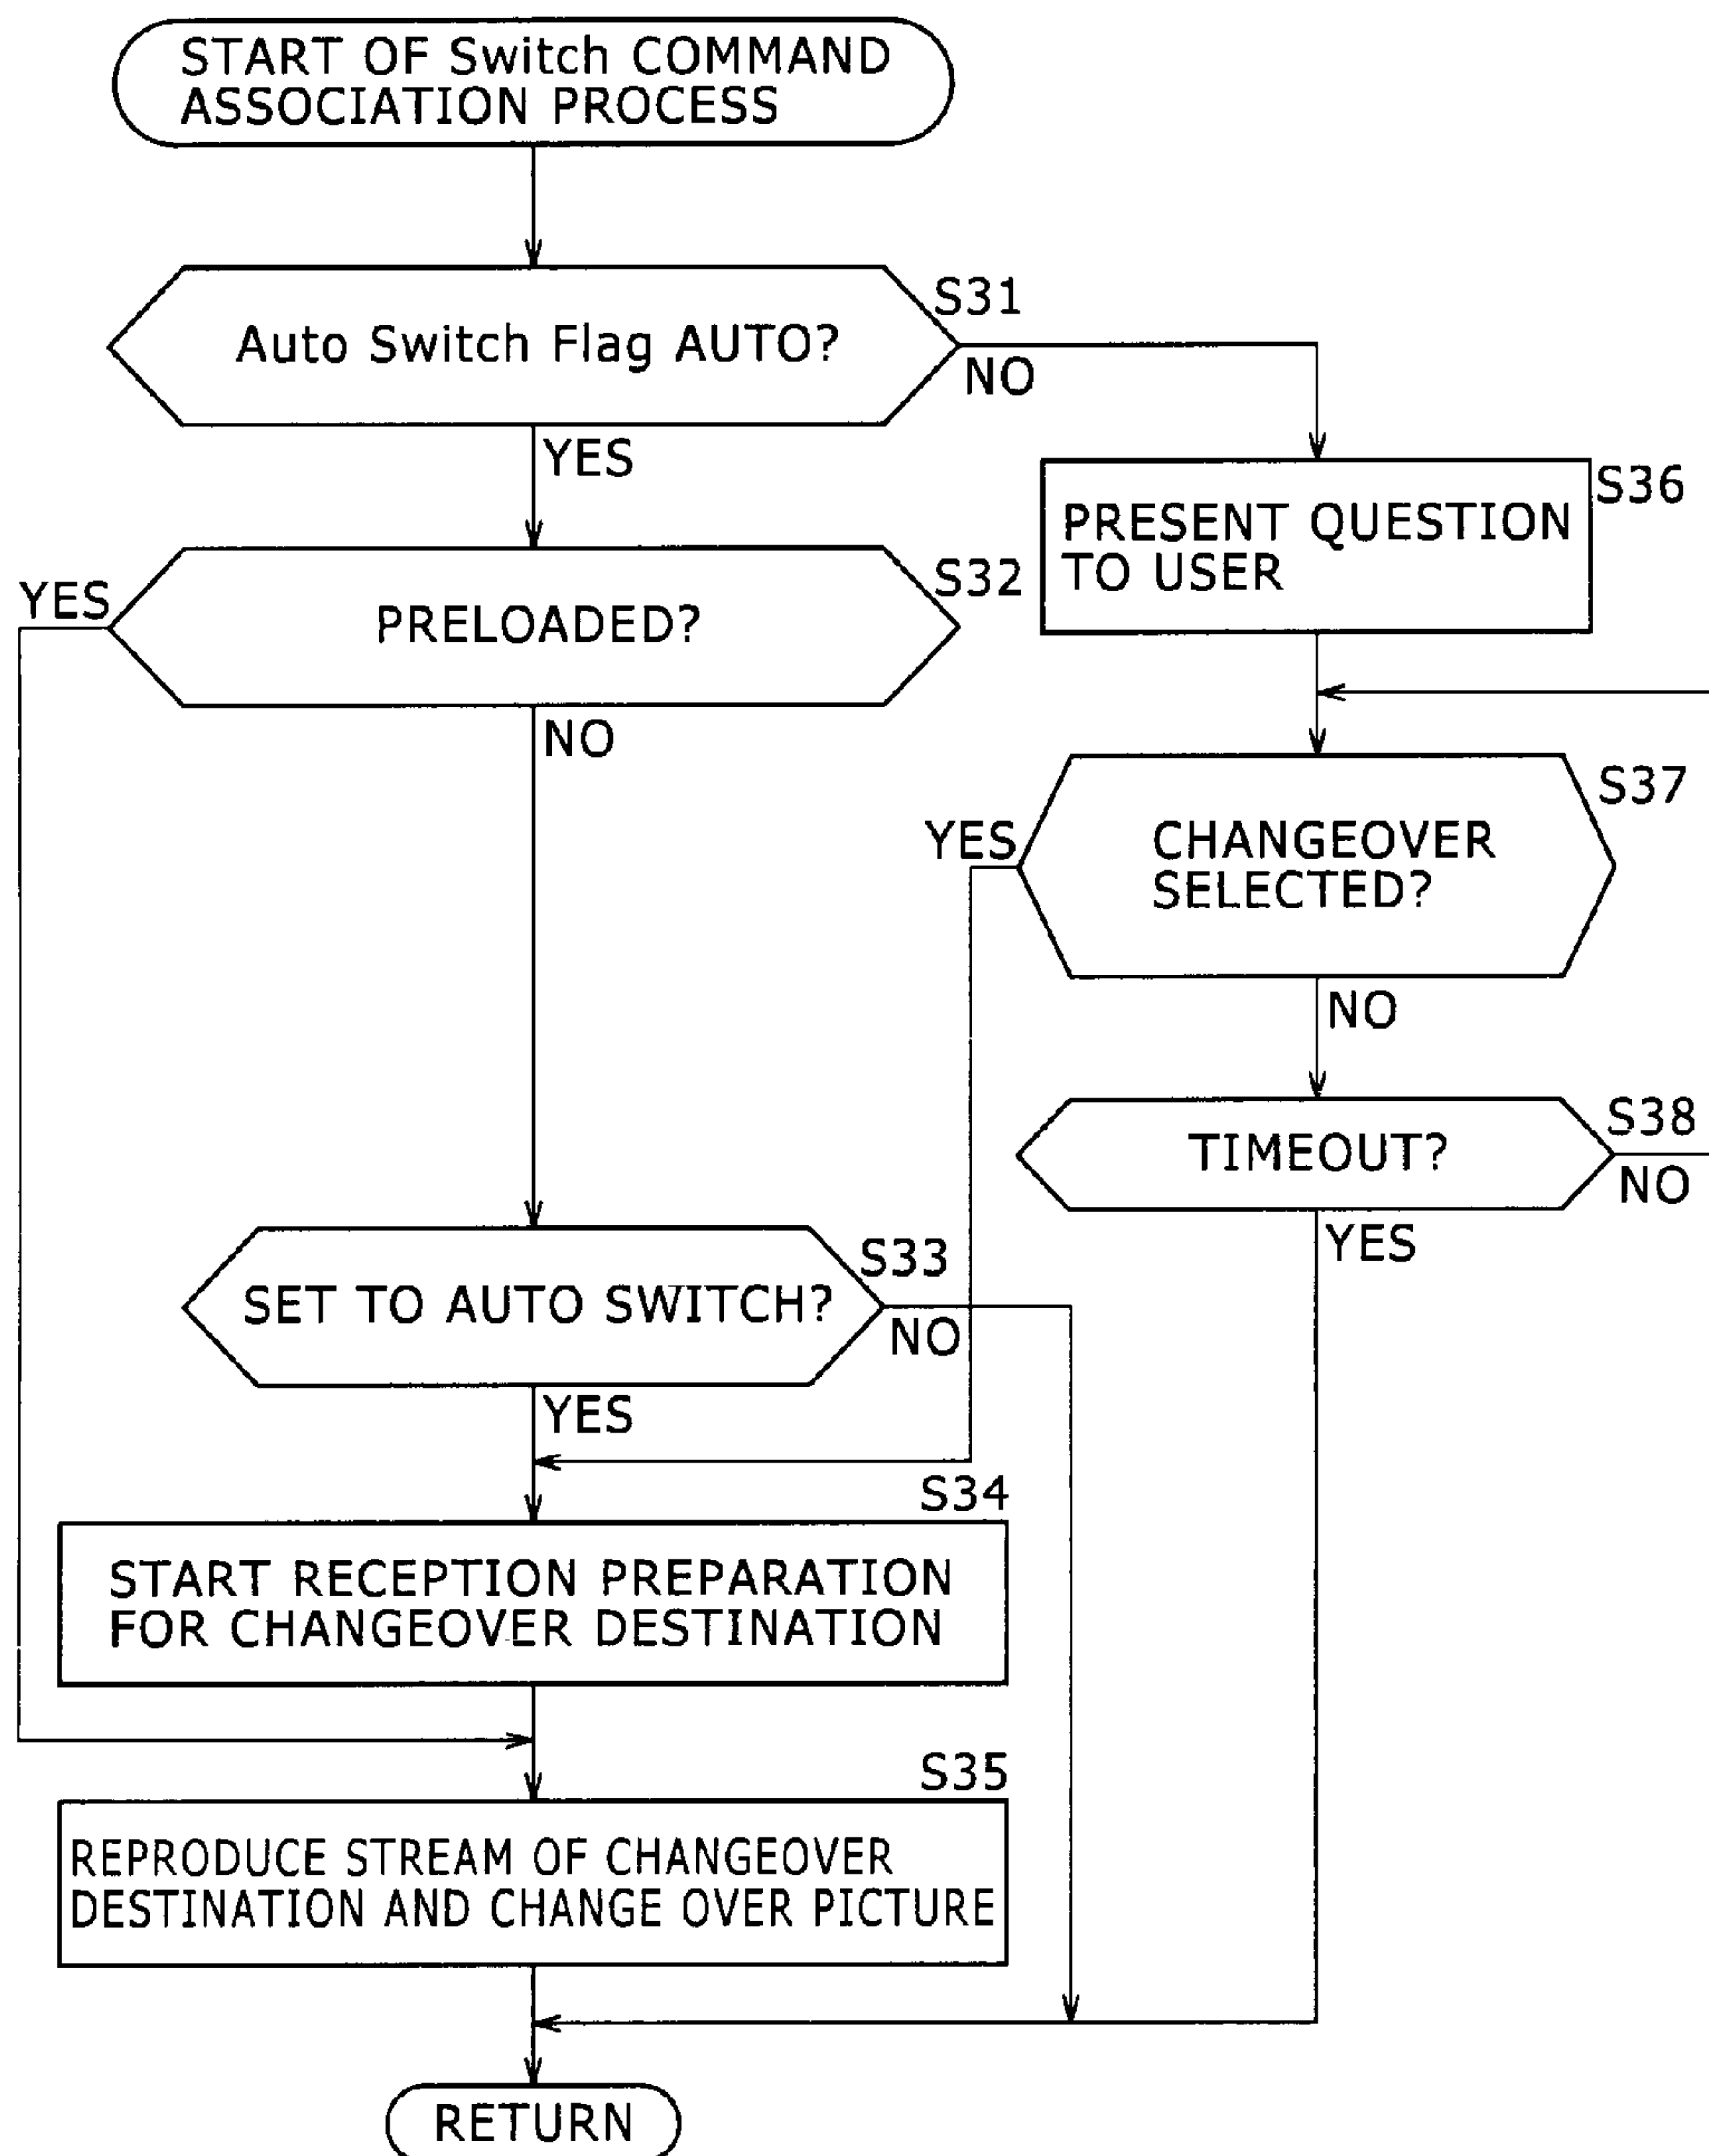 START OF Switch COMMAND
ASSOCIATION PROCESS
S31
Auto Switch Flag AUTO?
NO
YES
S36
PRESENT QUESTION
TO USER
S32
YES
PRELOADED?
NO
S37
YES
CHANGEOVER
SELECTED?
NO
S38
TIMEOUT?
NO
YES
S33
SET TO AUTO SWITCH?
NO
YES
S34
START RECEPTION PREPARATION
FOR CHANGEOVER DESTINATION
S35
REPRODUCE STREAM OF CHANGEOVER
DESTINATION AND CHANGE OVER PICTURE
RETURN